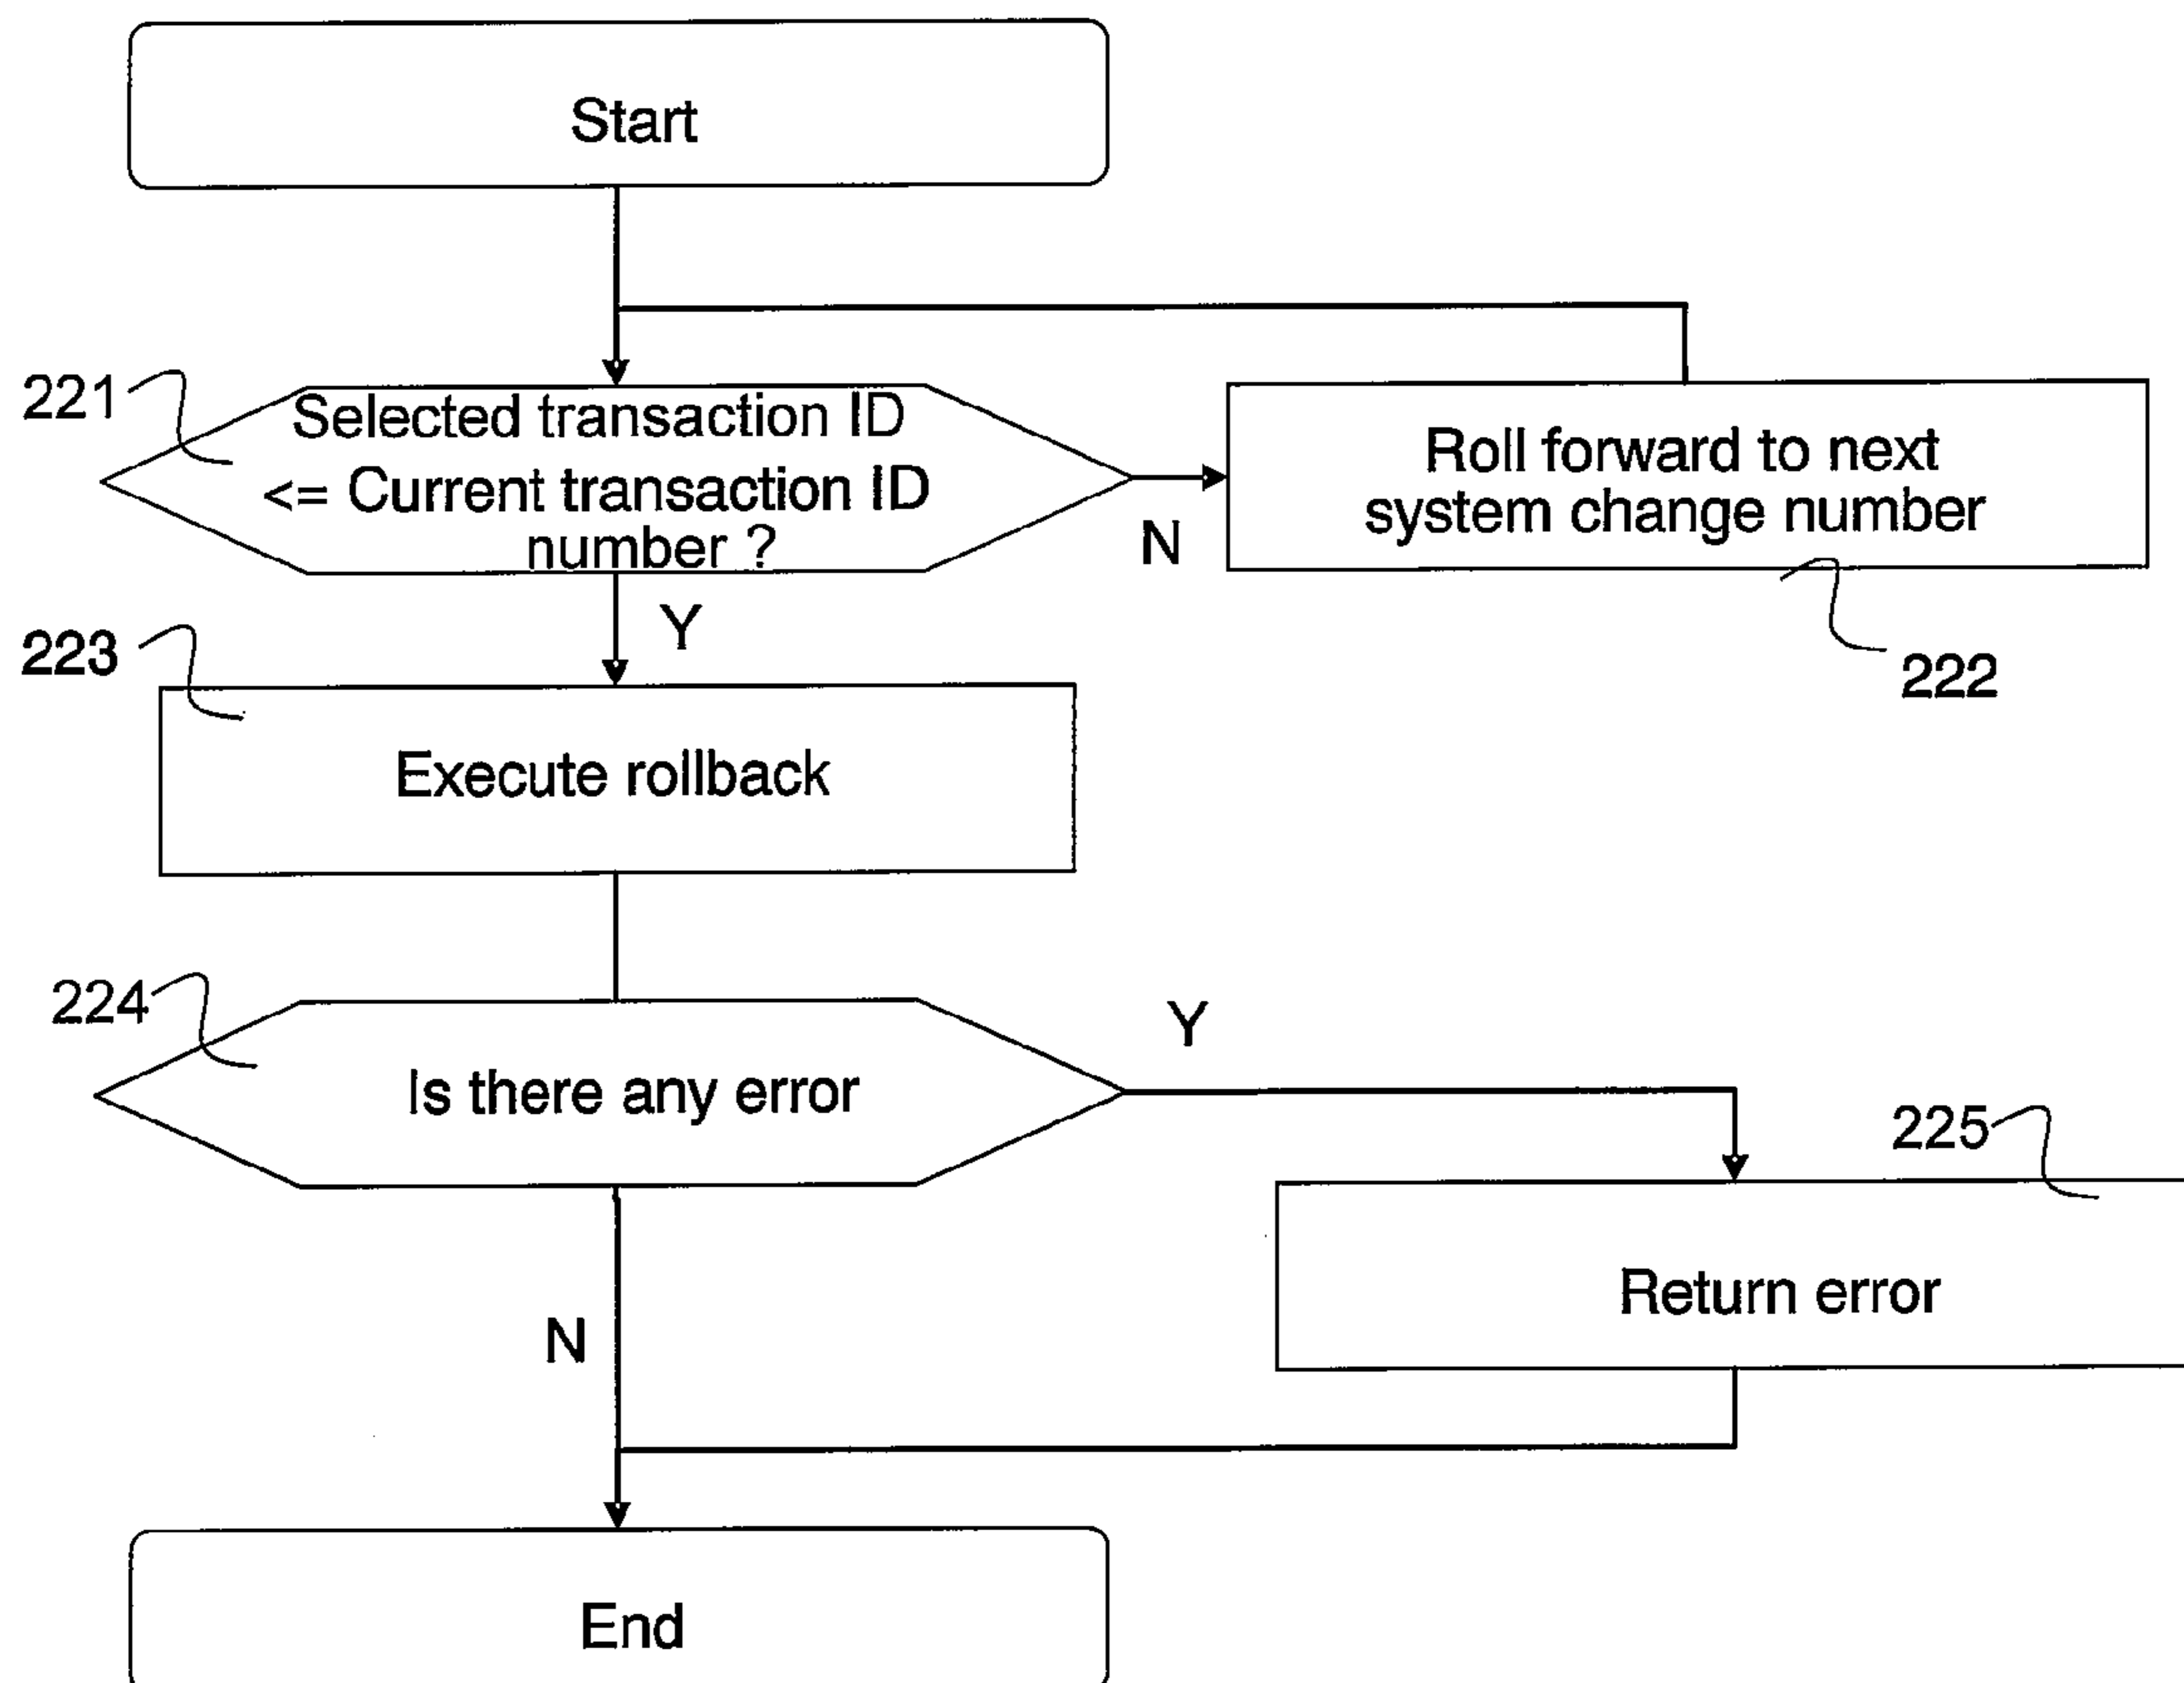 Start
221
Selected transaction ID
<= Current transaction ID
number ?
N
Roll forward to next
system change number
222
Y
223
Execute rollback
224
Is there any error
Y
225
Return error
N
End